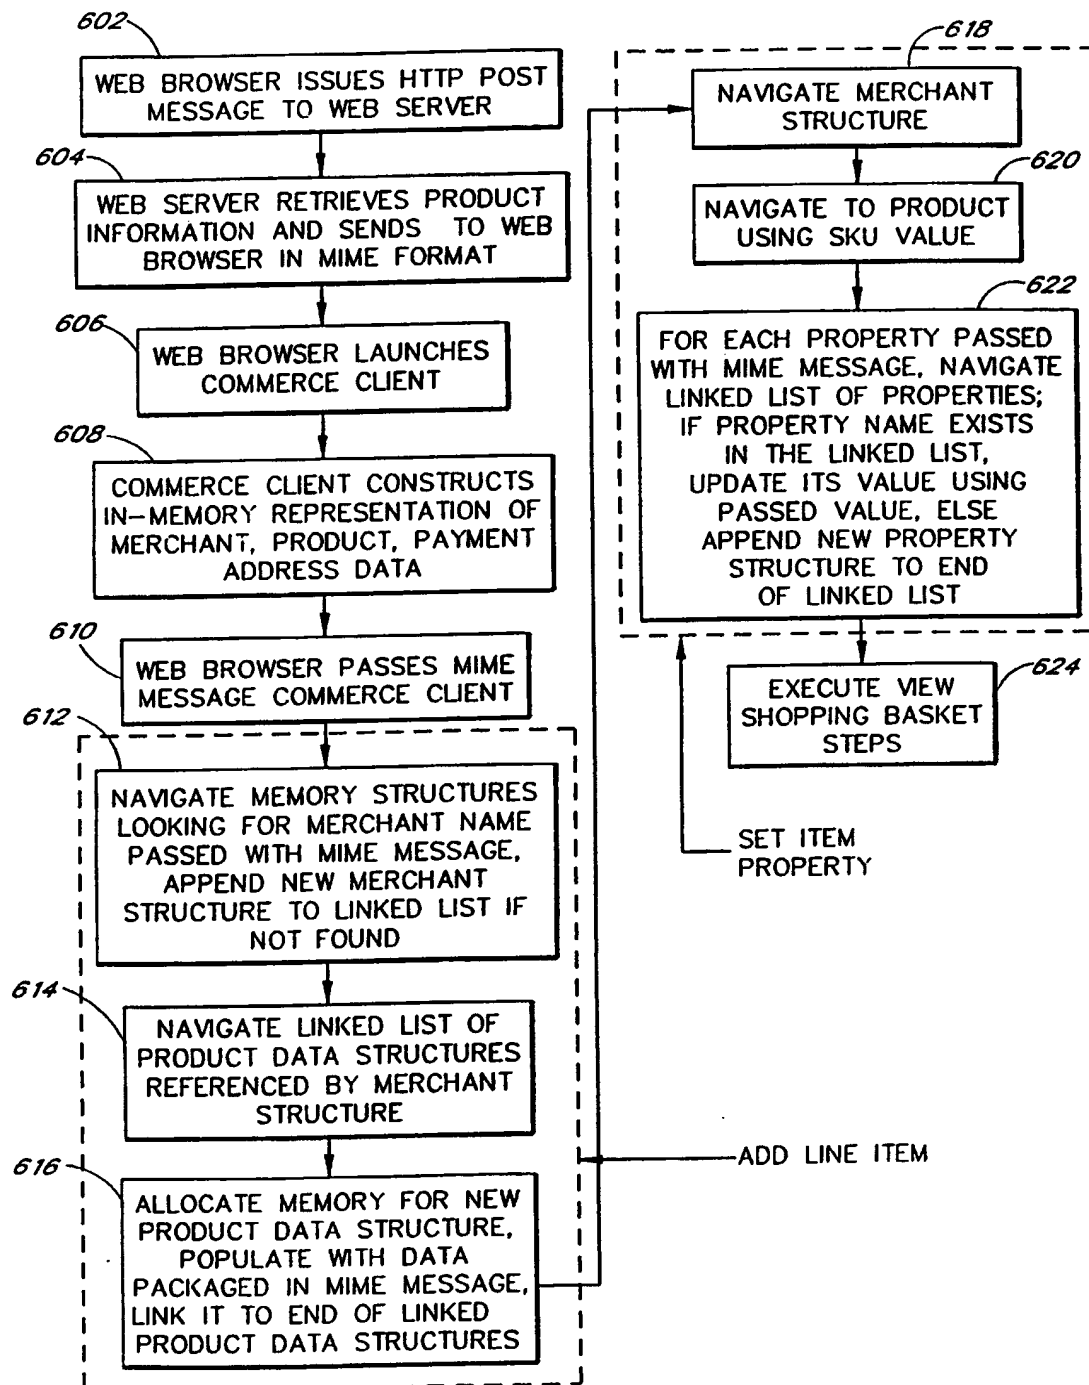 602
WEB BROWSER ISSUES HTTP POST
MESSAGE TO WEB SERVER
604
WEB SERVER RETRIEVES PRODUCT
INFORMATION AND SENDS TO WEB
BROWSER IN MIME FORMAT
606
WEB BROWSER LAUNCHES
COMMERCE CLIENT
608
COMMERCE CLIENT CONSTRUCTS
IN-MEMORY REPRESENTATION OF
MERCHANT, PRODUCT, PAYMENT
ADDRESS DATA
610
WEB BROWSER PASSES MIME
MESSAGE COMMERCE CLIENT
612
NAVIGATE MEMORY STRUCTURES
LOOKING FOR MERCHANT NAME
PASSED WITH MIME MESSAGE,
APPEND NEW MERCHANT
STRUCTURE TO LINKED LIST IF
NOT FOUND
614
NAVIGATE LINKED LIST OF
PRODUCT DATA STRUCTURES
REFERENCED BY MERCHANT
STRUCTURE
616
ALLOCATE MEMORY FOR NEW
PRODUCT DATA STRUCTURE,
POPULATE WITH DATA
PACKAGED IN MIME MESSAGE,
LINK IT TO END OF LINKED
PRODUCT DATA STRUCTURES
ADD LINE ITEM
618
NAVIGATE MERCHANT
STRUCTURE
620
NAVIGATE TO PRODUCT
USING SKU VALUE
622
FOR EACH PROPERTY PASSED
WITH MIME MESSAGE, NAVIGATE
LINKED LIST OF PROPERTIES;
IF PROPERTY NAME EXISTS
IN THE LINKED LIST,
UPDATE ITS VALUE USING
PASSED VALUE, ELSE
APPEND NEW PROPERTY
STRUCTURE TO END
OF LINKED LIST
624
EXECUTE VIEW
SHOPPING BASKET
STEPS
SET ITEM
PROPERTY